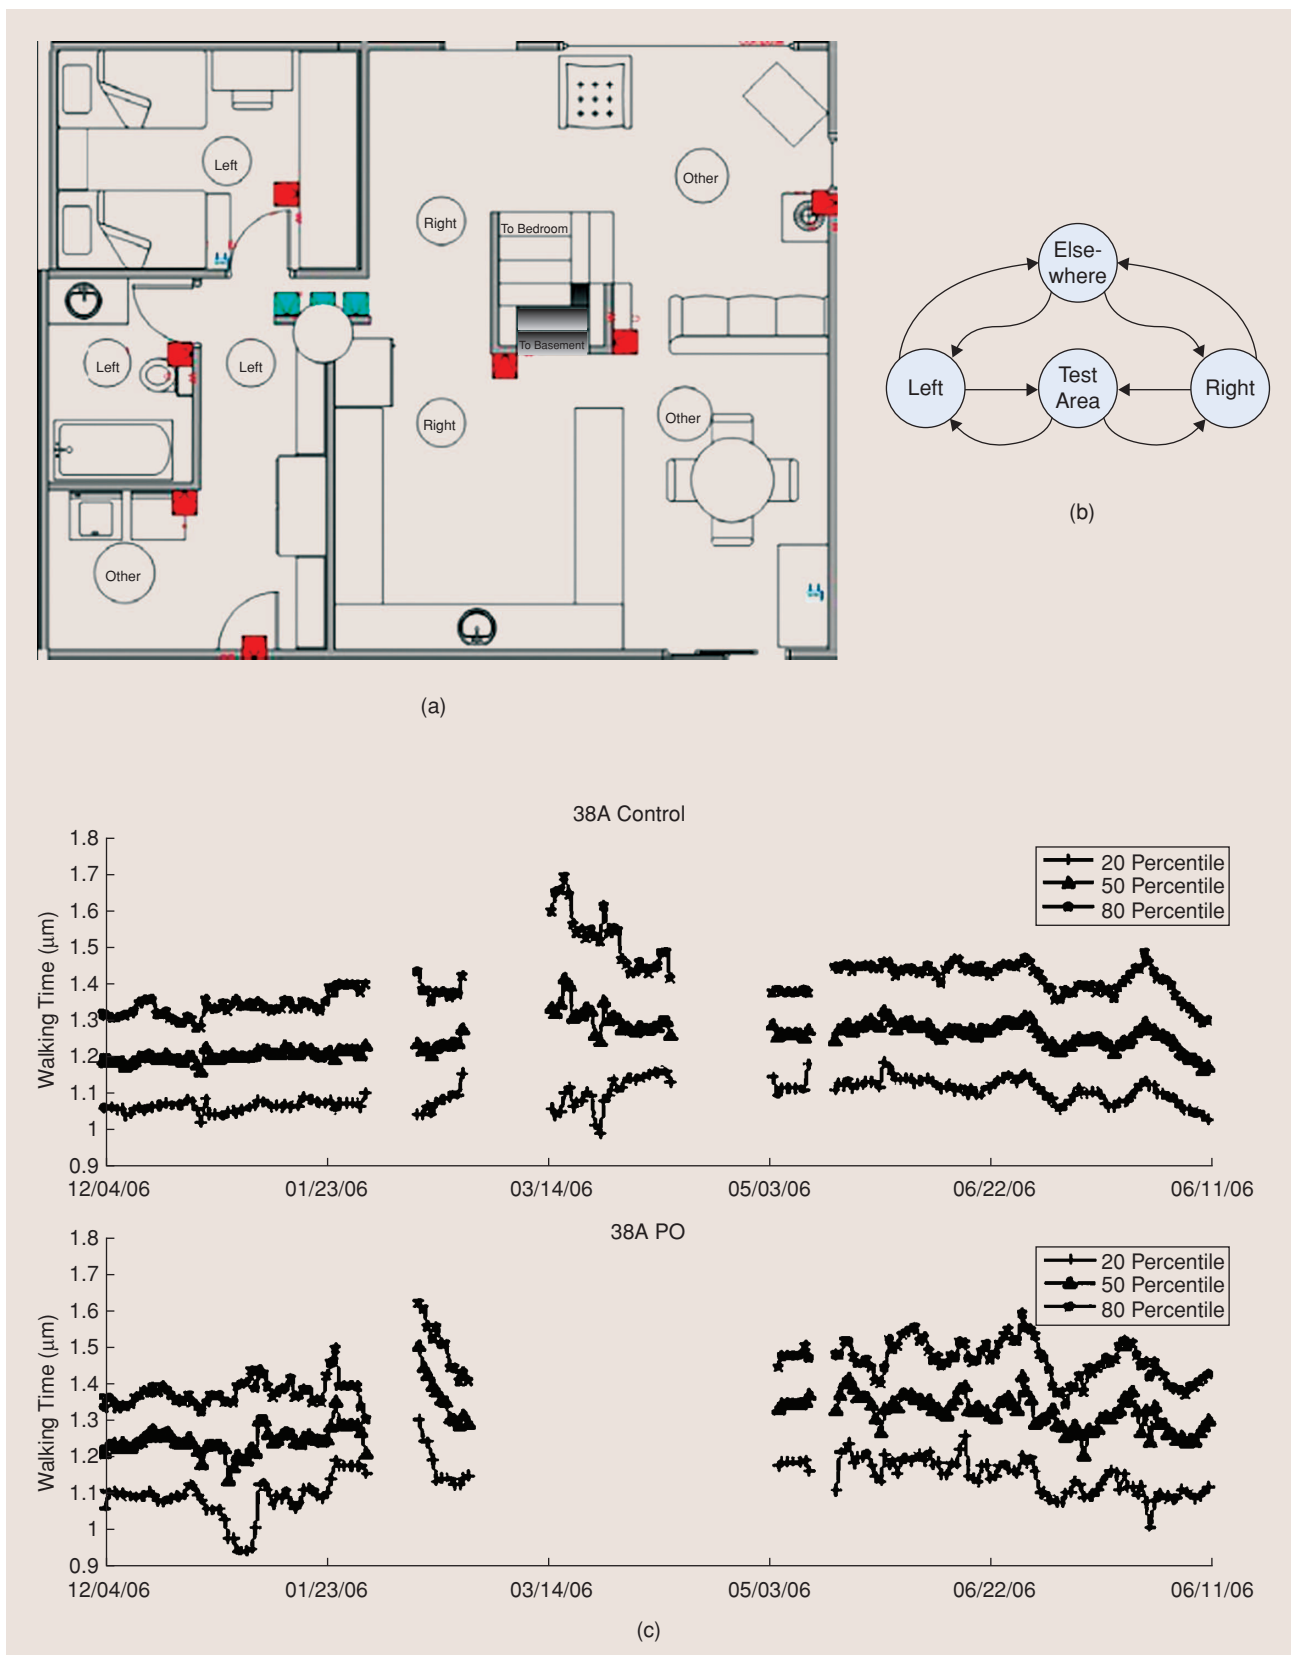 Left
Other
Right
To Bedroom
To Basement
Left
Left
Right
Other
Other
(a)
Else-
where
Left
Test
Area
Right
(b)
38A Control
1.8
1.7
1.6
1.5
1.4
1.3
1.2
1.1
1
0.9
Walking Time (μm)
20 Percentile
50 Percentile
80 Percentile
12/04/06
01/23/06
03/14/06
05/03/06
06/22/06
06/11/06
38A PO
1.8
1.7
1.6
1.5
1.4
1.3
1.2
1.1
1
0.9
Walking Time (μm)
20 Percentile
50 Percentile
80 Percentile
12/04/06
01/23/06
03/14/06
05/03/06
06/22/06
06/11/06
(c)